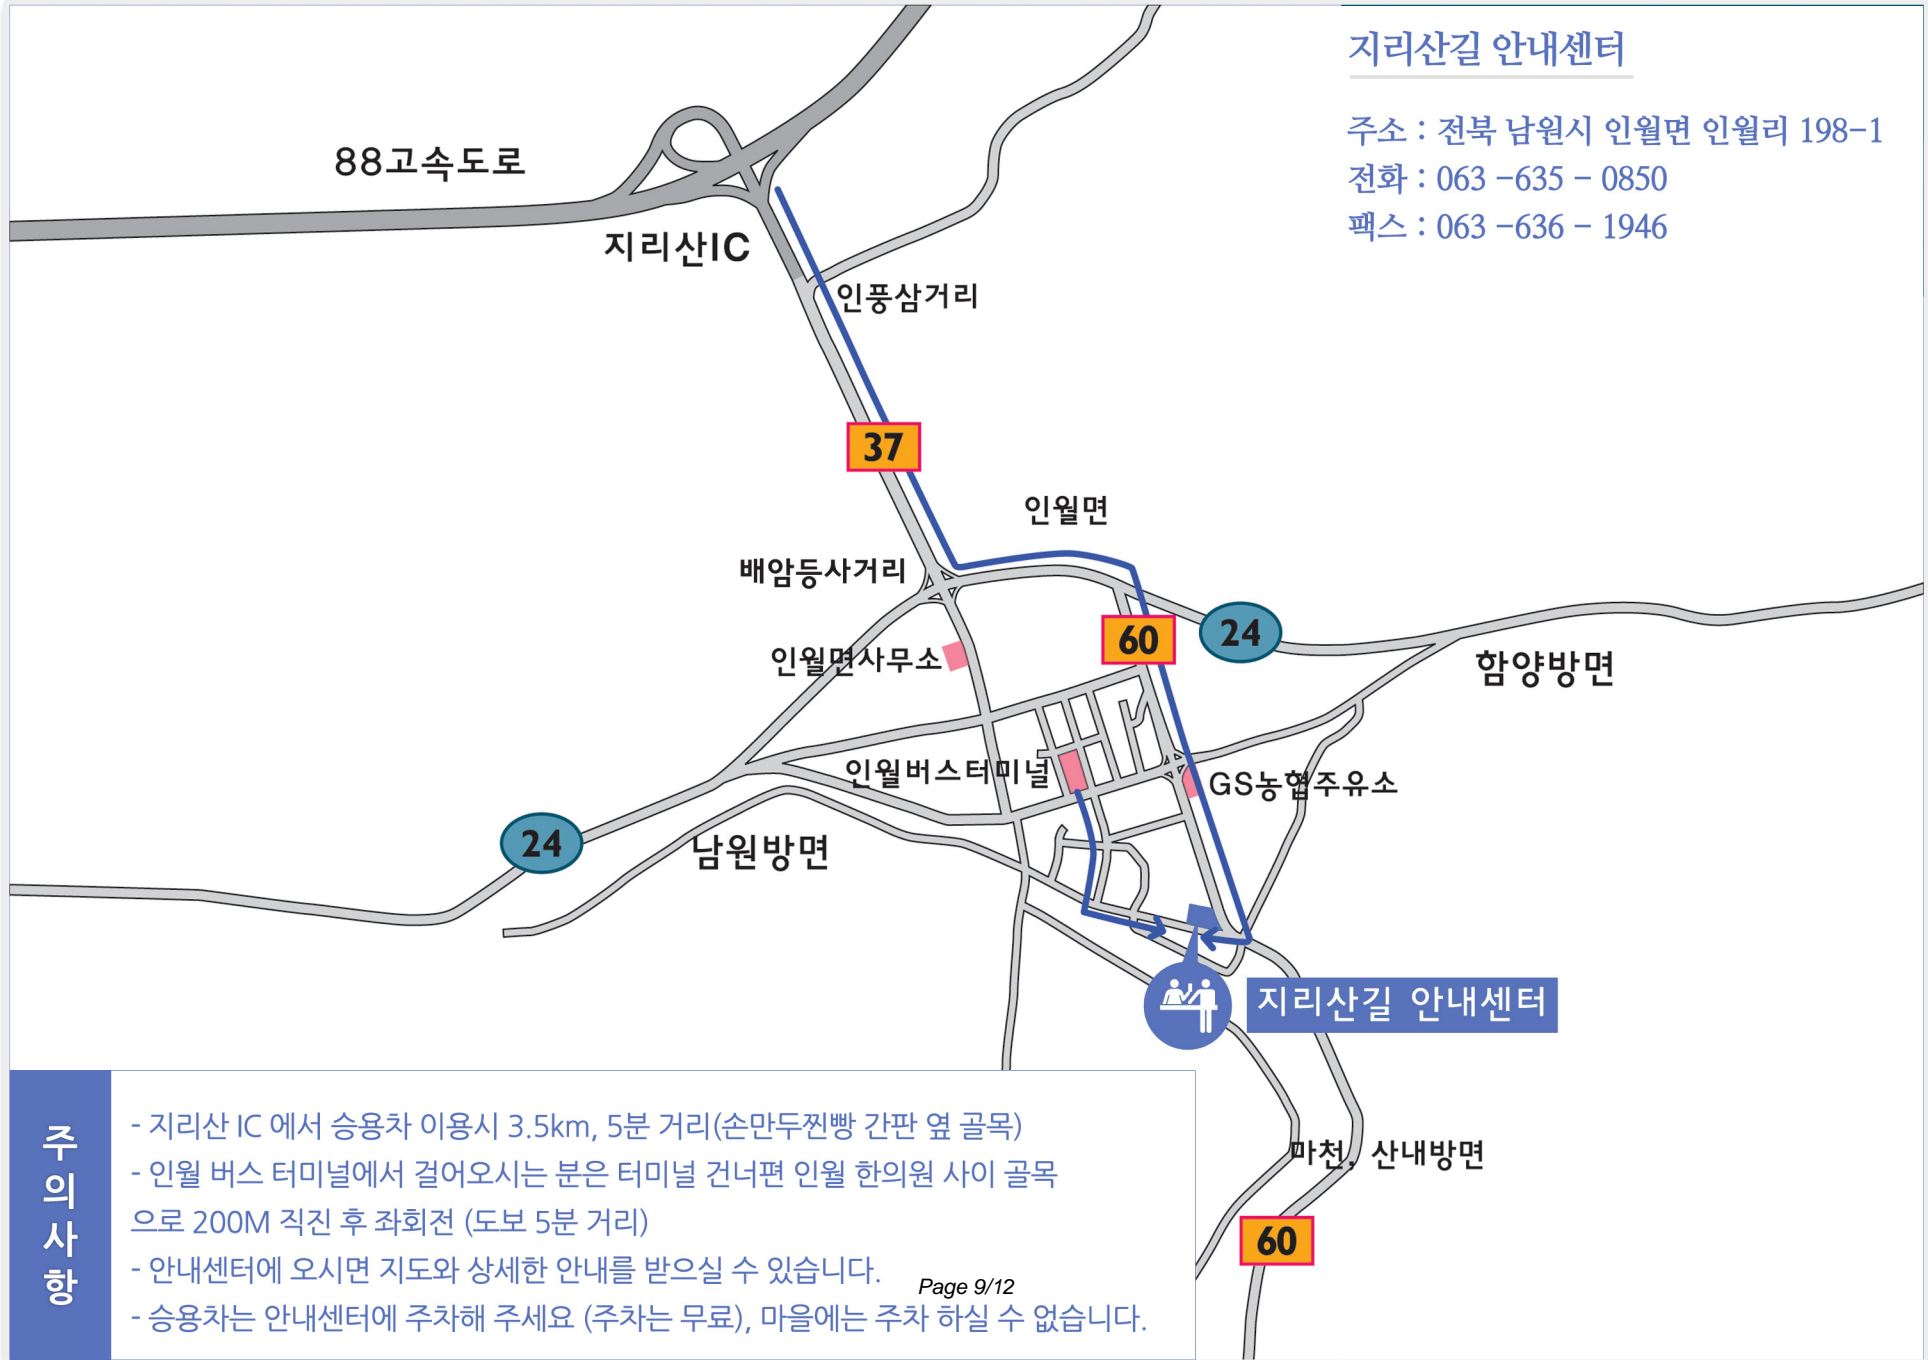 지리산길 안내센터
주소 : 전북 남원시 인월면 인월리 198-1
전화 : 063 -635 - 0850
팩스 : 063 -636 - 1946
88고속도로
지리산IC
인풍삼거리
37
인월면
배암등사거리
60
24
인월면사무소
함양방면
인월버스터미널
GS농협주유소
24
남원방면
지리산길 안내센터
마천, 산내방면
60
주의사항
- 지리산 IC 에서 승용차 이용시 3.5km, 5분 거리(손만두찐빵 간판 옆 골목)
- 인월 버스 터미널에서 걸어오시는 분은 터미널 건너편 인월 한의원 사이 골목
으로 200M 직진 후 좌회전 (도보 5분 거리)
- 안내센터에 오시면 지도와 상세한 안내를 받으실 수 있습니다.
- 승용차는 안내센터에 주차해 주세요 (주차는 무료), 마을에는 주차 하실 수 없습니다.
Page 9/12